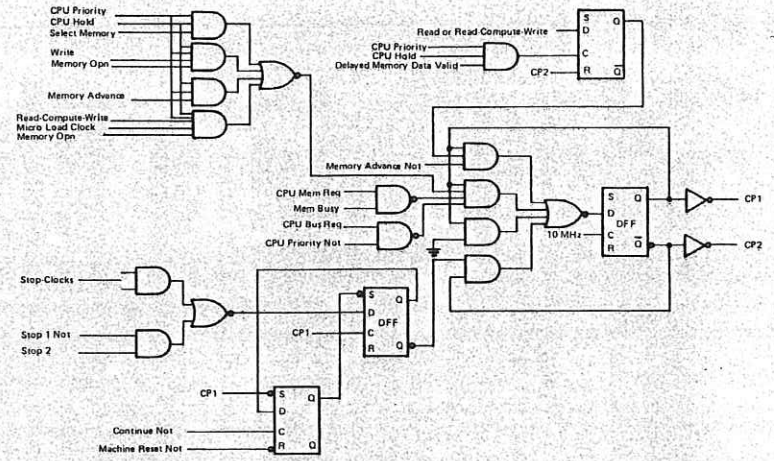 CPU Priority
CPU Hold
Select Memory
Write
Memory Opn
Memory Advance
Read-Compute-Write
Micro Load Clock
Memory Opn
Read or Read-Compute-Write
CPU Priority
CPU Hold
Delayed Memory Data Valid
CP2
S Q
D
C
R Q
Memory Advance Not
CPU Mem Req
Mem Busy
CPU Bus Req
CPU Priority Not
10 MHz
S Q
D
DFF
C
R Q
CP1
CP2
Stop-Clocks
Stop 1 Not
Stop 2
CP1
S Q
D
DFF
C
R Q
CP1
Continue Not
Machine Reset Not
S Q
D
C
R Q